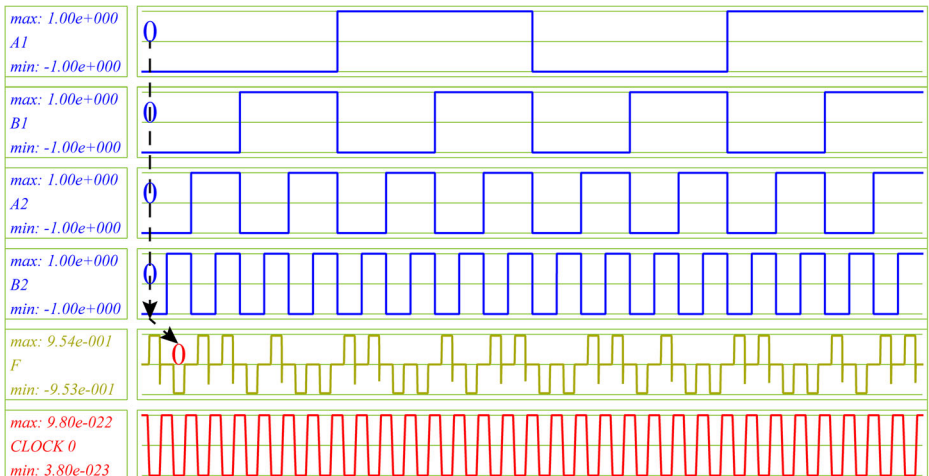 max: 1.00e+000
A1
min: -1.00e+000
0
max: 1.00e+000
B1
min: -1.00e+000
0
max: 1.00e+000
A2
min: -1.00e+000
0
max: 1.00e+000
B2
min: -1.00e+000
0
max: 9.54e-001
F
min: -9.53e-001
0
max: 9.80e-022
CLOCK 0
min: 3.80e-023